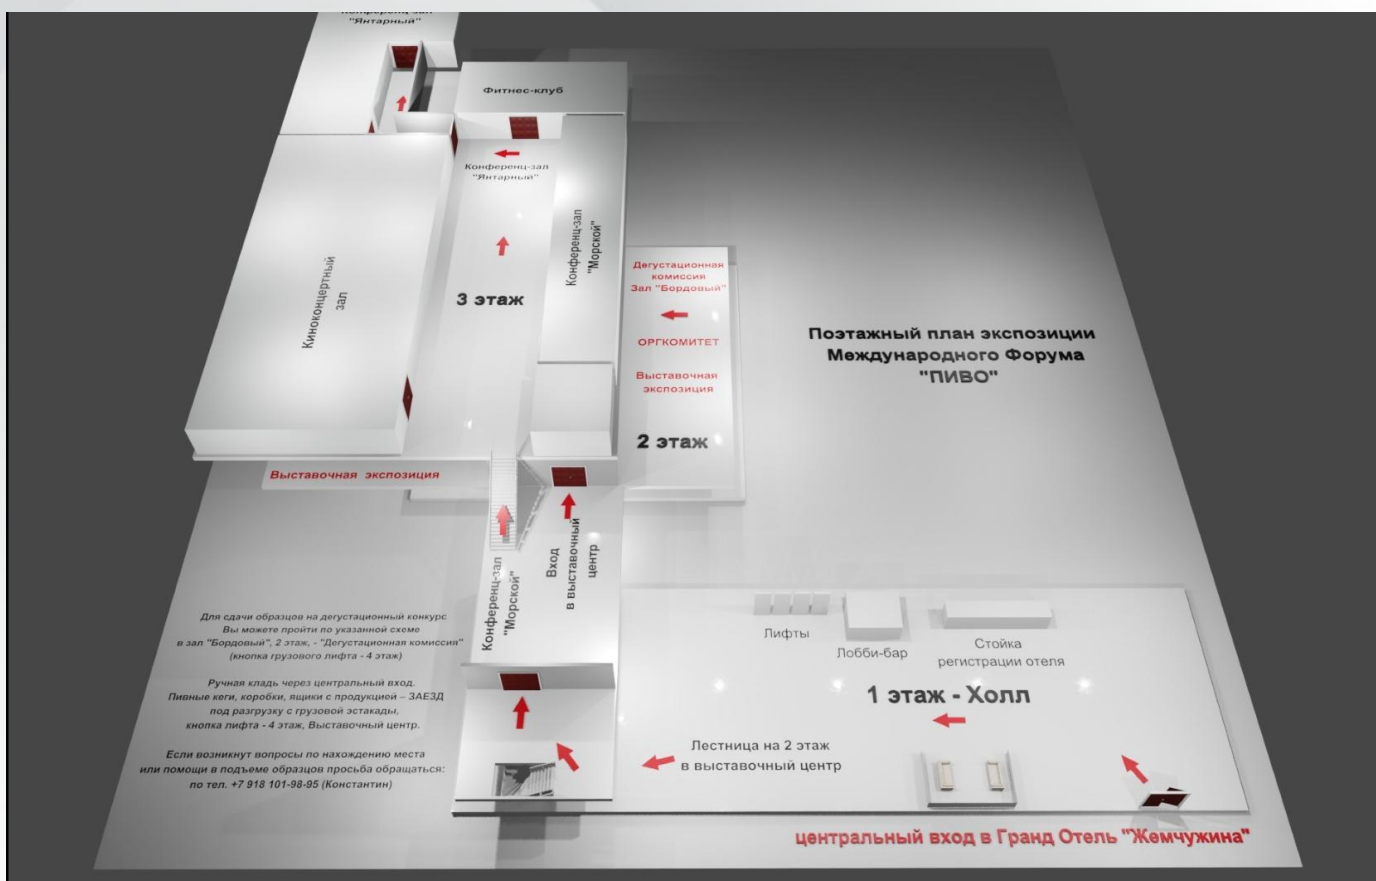 Конференц-зал
"Янтарный"
Фитнес-клуб
Конференц-зал
"Янтарный"
Конференц-зал
"Морской"
Киноконцертный
зал
3 этаж
Дегустационная
комиссия
Зал "Бордовый"
ОРГКОМИТЕТ
Выставочная
экспозиция
2 этаж
Поэтажный план экспозиции
Международного Форума
"ПИВО"
Выставочная экспозиция
Конференц-зал
"Морской"
Вход
в выставочный
центр
Для сдачи образцов на дегустационный конкурс
Вы можете пройти по указанной схеме
в зал "Бордовый", 2 этаж, - "Дегустационная комиссия"
(кнопка грузового лифта - 4 этаж)
Ручная кладь через центральный вход.
Пивные кеги, коробки, ящики с продукцией – ЗАЕЗД
под разгрузку с грузовой эстакады,
кнопка лифта - 4 этаж, Выставочный центр.
Если возникнут вопросы по нахождению места
или помощи в подъеме образцов просьба обращаться:
по тел. +7 918 101-98-95 (Константин)
Лифты
Лобби-бар
Стойка
регистрации отеля
1 этаж - Холл
Лестница на 2 этаж
в выставочный центр
центральный вход в Гранд Отель "Жемчужина"